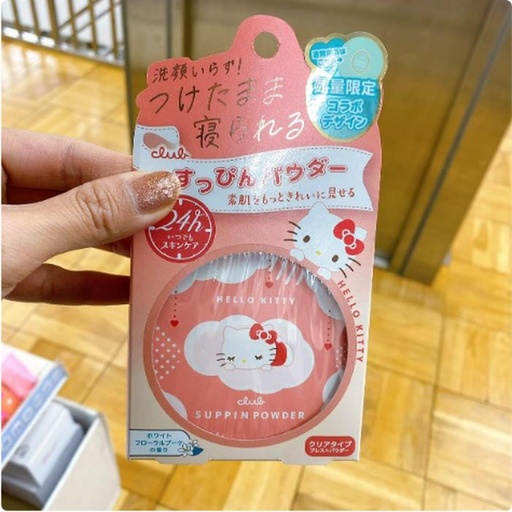 洗顔いらず!
つけたまま
寝られる
数量限定
コラボ
デザイン
club
すっぴんパウダー
素肌をもっときれいに見せる
24h
いつでも
スキンケア
HELLO KITTY
HELLO KITTY
club
SUPPIN POWDER
ホワイト
フローラルブーケ
の香り
クリアタイプ
プレストパウダー